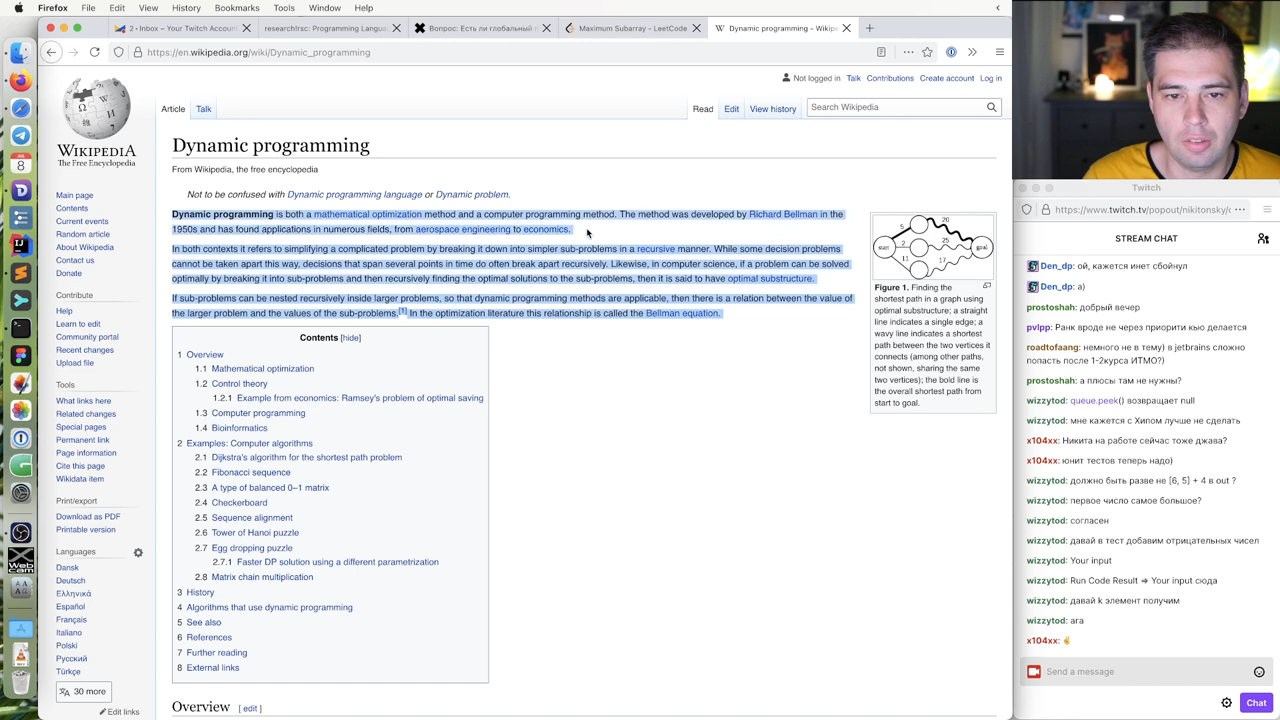 Firefox File Edit View History Bookmarks Tools Window Help
2 · Inbox – Your Twitch Account
research!rsc: Programming Langua
Вопрос: Есть ли глобальный
Maximum Subarray - LeetCode
Dynamic programming - Wikipe
https://en.wikipedia.org/wiki/Dynamic_programming
Not logged in Talk Contributions Create account Log in
Article Talk Read Edit View history Search Wikipedia
WIKIPEDIA
The Free Encyclopedia
Main page
Contents
Current events
Random article
About Wikipedia
Contact us
Donate
Contribute
Help
Learn to edit
Community portal
Recent changes
Upload file
Tools
What links here
Related changes
Special pages
Permanent link
Page information
Cite this page
Wikidata item
Print/export
Download as PDF
Printable version
Languages
Dansk
Deutsch
Ελληνικά
Español
Français
Italiano
Polski
Русский
Türkçe
30 more
Edit links
Dynamic programming
From Wikipedia, the free encyclopedia
Not to be confused with Dynamic programming language or Dynamic problem.
Dynamic programming is both a mathematical optimization method and a computer programming method. The method was developed by Richard Bellman in the
1950s and has found applications in numerous fields, from aerospace engineering to economics.
In both contexts it refers to simplifying a complicated problem by breaking it down into simpler sub-problems in a recursive manner. While some decision problems
cannot be taken apart this way, decisions that span several points in time do often break apart recursively. Likewise, in computer science, if a problem can be solved
optimally by breaking it into sub-problems and then recursively finding the optimal solutions to the sub-problems, then it is said to have optimal substructure.
If sub-problems can be nested recursively inside larger problems, so that dynamic programming methods are applicable, then there is a relation between the value of
the larger problem and the values of the sub-problems.[1] In the optimization literature this relationship is called the Bellman equation.
Contents [hide]
1 Overview
1.1 Mathematical optimization
1.2 Control theory
1.2.1 Example from economics: Ramsey's problem of optimal saving
1.3 Computer programming
1.4 Bioinformatics
2 Examples: Computer algorithms
2.1 Dijkstra's algorithm for the shortest path problem
2.2 Fibonacci sequence
2.3 A type of balanced 0–1 matrix
2.4 Checkerboard
2.5 Sequence alignment
2.6 Tower of Hanoi puzzle
2.7 Egg dropping puzzle
2.7.1 Faster DP solution using a different parametrization
2.8 Matrix chain multiplication
3 History
4 Algorithms that use dynamic programming
5 See also
6 References
7 Further reading
8 External links
Overview [ edit ]
start 5 2 11 20 25 17 goal
Figure 1. Finding the
shortest path in a graph using
optimal substructure; a straight
line indicates a single edge; a
wavy line indicates a shortest
path between the two vertices it
connects (among other paths,
not shown, sharing the same
two vertices); the bold line is
the overall shortest path from
start to goal.
Twitch
https://www.twitch.tv/popout/nikitonsky/
STREAM CHAT
Den_dp: ой, кажется инет сбойнул
Den_dp: а)
prostoshah: добрый вечер
pvlpp: Ранк вроде не через приорити кью делается
roadtofaang: немного не в тему) в jetbrains сложно
попасть после 1-2курса ИТМО?)
prostoshah: а плюсы там не нужны?
wizzytod: queue.peek() возвращает null
wizzytod: мне кажется с Хипом лучше не сделать
x104xx: Никита на работе сейчас тоже джава?
x104xx: юнит тестов теперь надо)
wizzytod: должно быть разве не [6, 5] + 4 в out ?
wizzytod: первое число самое большое?
wizzytod: согласен
wizzytod: давай в тест добавим отрицательных чисел
wizzytod: Your input
wizzytod: Run Code Result => Your input сюда
wizzytod: давай k элемент получим
wizzytod: ага
x104xx: ✌
Send a message
Chat